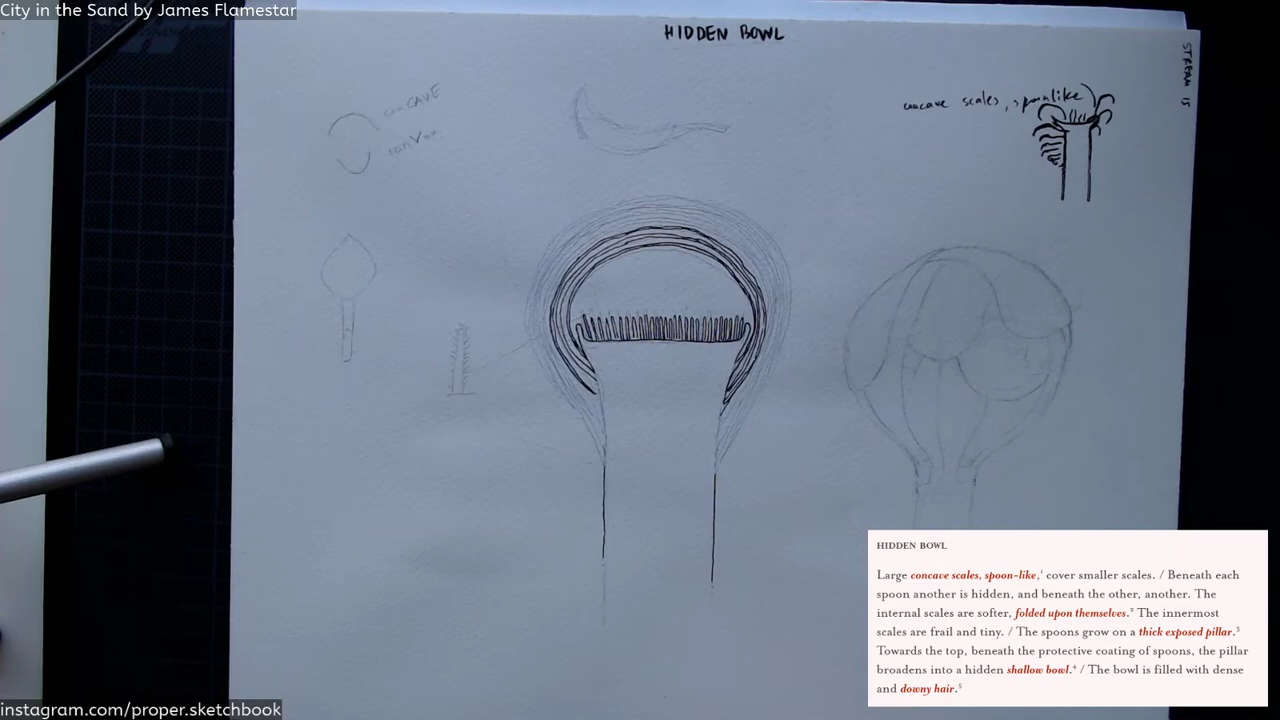 City in the Sand by James Flamestar
HIDDEN BOWL
STREAM 15
conCAVE
conVex
concave scales, spoonlike)
HIDDEN BOWL
Large concave scales, spoon-like,¹ cover smaller scales. / Beneath each
spoon another is hidden, and beneath the other, another. The
internal scales are softer, folded upon themselves.² The innermost
scales are frail and tiny. / The spoons grow on a thick exposed pillar.³
Towards the top, beneath the protective coating of spoons, the pillar
broadens into a hidden shallow bowl.⁴ / The bowl is filled with dense
and downy hair.⁵
instagram.com/proper.sketchbook